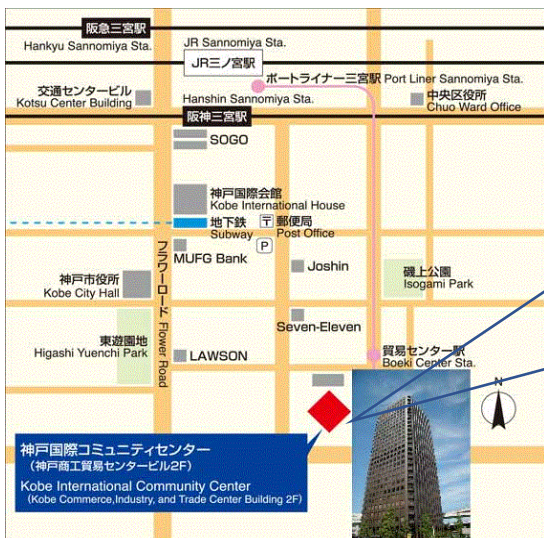 阪急三宮駅
Hankyu Sannomiya Sta.
JR Sannomiya Sta.
JR三ノ宮駅
ポートライナー三宮駅 Port Liner Sannomiya Sta.
交通センタービル
Kotsu Center Building
Hanshin Sannomiya Sta.
中央区役所
Chuo Ward Office
阪神三宮駅
SOGO
神戸国際会館
Kobe International House
地下鉄
Subway
〒 郵便局
Post Office
P
MUFG Bank
フラワーロード Flower Road
Joshin
磯上公園
Isogami Park
神戸市役所
Kobe City Hall
Seven-Eleven
東遊園地
Higashi Yuenchi Park
LAWSON
貿易センター駅
Boeki Center Sta.
N
神戸国際コミュニティセンター
(神戸商工貿易センタービル2F)
Kobe International Community Center
(Kobe Commerce,Industry, and Trade Center Building 2F)